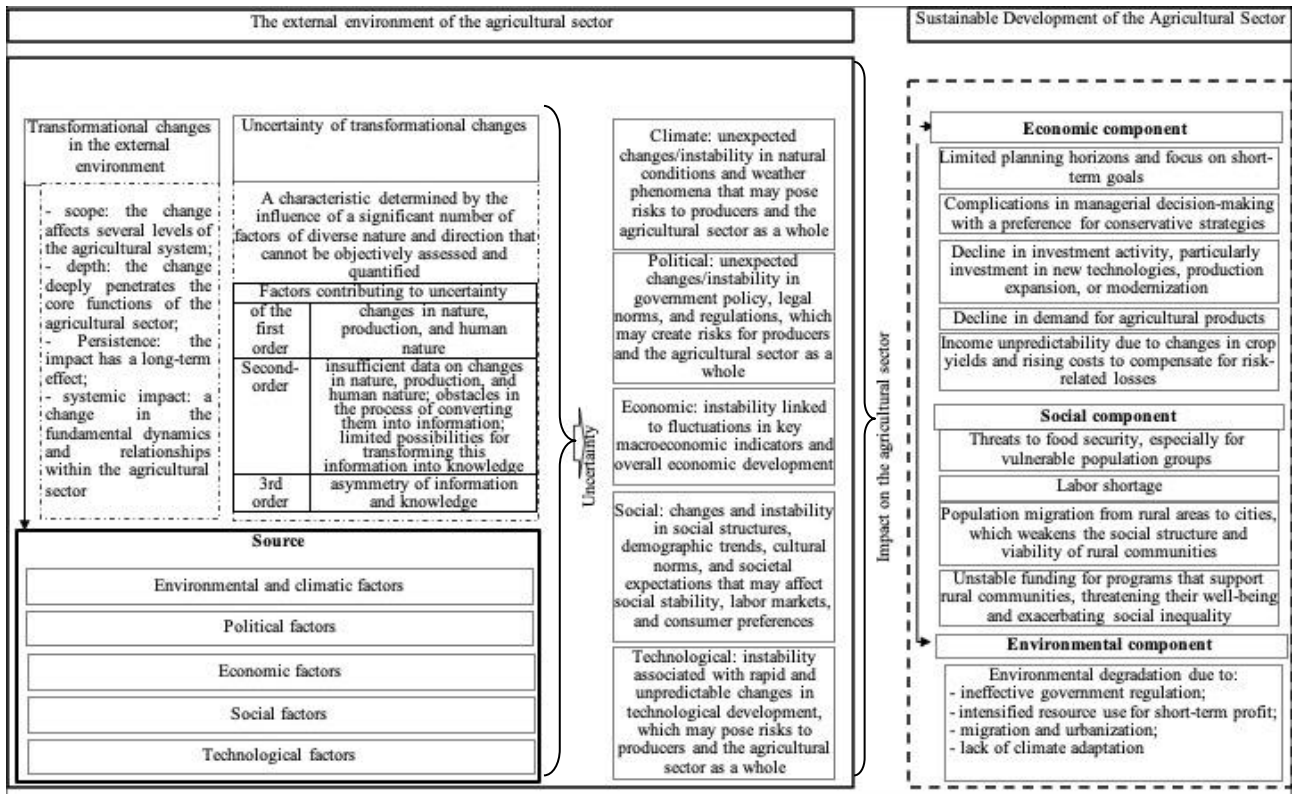 The external environment of the agricultural sector
Sustainable Development of the Agricultural Sector
Transformational changes
in the external
environment
- scope: the change
affects several levels of
the agricultural system;
- depth: the change
deeply penetrates the
core functions of the
agricultural sector;
- Persistence: the
impact has a long-term
effect;
- systemic impact: a
change in the
fundamental dynamics
and relationships
within the agricultural
sector
Uncertainty of transformational changes
A characteristic determined by the
influence of a significant number of
factors of diverse nature and direction that
cannot be objectively assessed and
quantified
Factors contributing to uncertainty
of the
first
order
changes in nature,
production, and human
nature
Second-
order
insufficient data on changes
in nature, production, and
human nature; obstacles in
the process of converting
them into information;
limited possibilities for
transforming this
information into knowledge
3rd
order
asymmetry of information
and knowledge
Source
Environmental and climatic factors
Political factors
Economic factors
Social factors
Technological factors
Uncertainty
Climate: unexpected
changes/instability in natural
conditions and weather
phenomena that may pose
risks to producers and the
agricultural sector as a whole
Political: unexpected
changes/instability in
government policy, legal
norms, and regulations, which
may create risks for producers
and the agricultural sector as a
whole
Economic: instability linked
to fluctuations in key
macroeconomic indicators and
overall economic development
Social: changes and instability
in social structures,
demographic trends, cultural
norms, and societal
expectations that may affect
social stability, labor markets,
and consumer preferences
Technological: instability
associated with rapid and
unpredictable changes in
technological development,
which may pose risks to
producers and the agricultural
sector as a whole
Impact on the agricultural sector
Economic component
Limited planning horizons and focus on short-
term goals
Complications in managerial decision-making
with a preference for conservative strategies
Decline in investment activity, particularly
investment in new technologies, production
expansion, or modernization
Decline in demand for agricultural products
Income unpredictability due to changes in crop
yields and rising costs to compensate for risk-
related losses
Social component
Threats to food security, especially for
vulnerable population groups
Labor shortage
Population migration from rural areas to cities,
which weakens the social structure and
viability of rural communities
Unstable funding for programs that support
rural communities, threatening their well-being
and exacerbating social inequality
Environmental component
Environmental degradation due to:
- ineffective government regulation;
- intensified resource use for short-term profit;
- migration and urbanization;
- lack of climate adaptation